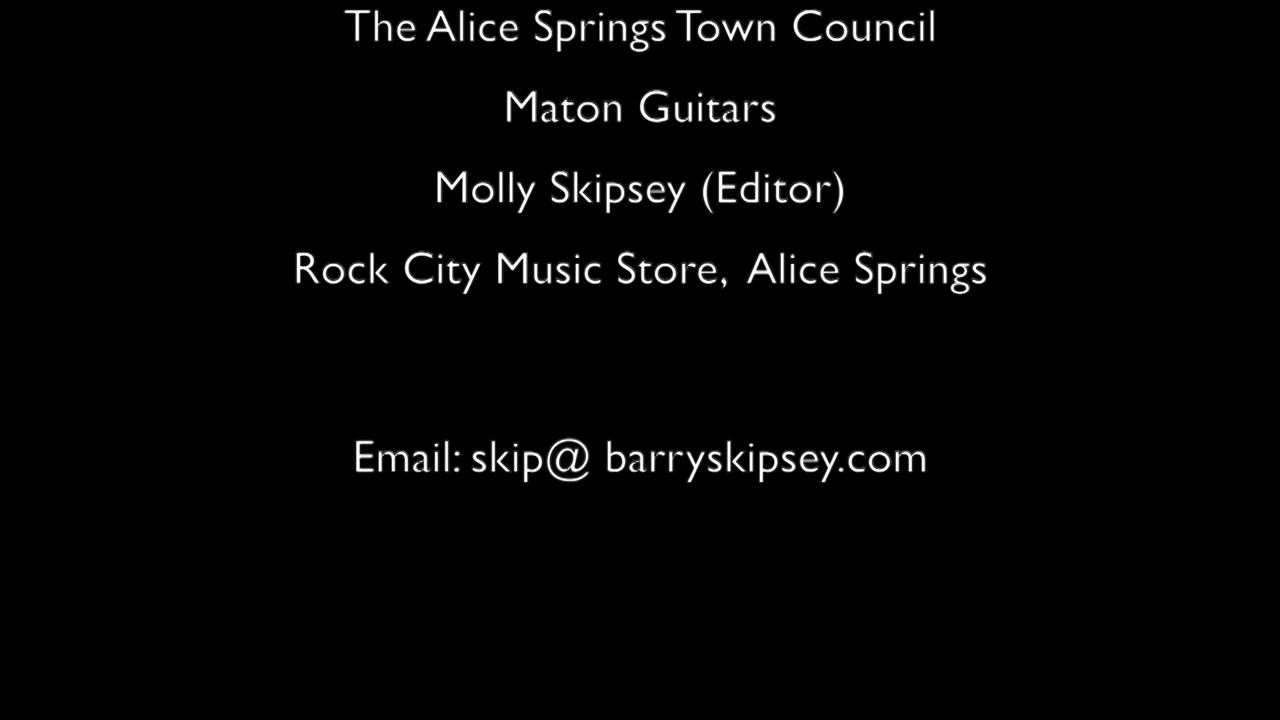 The Alice Springs Town Council
Maton Guitars
Molly Skipsey (Editor)
Rock City Music Store, Alice Springs
Email: skip@ barryskipsey.com